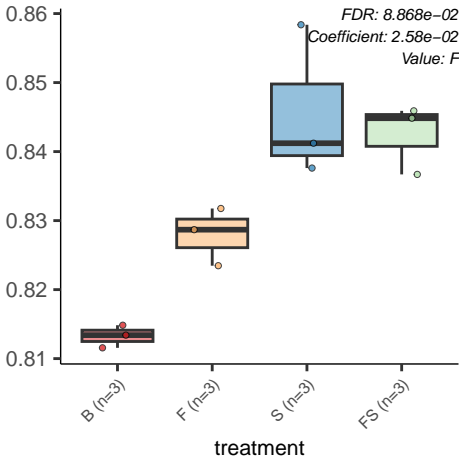 FDR: 8.868e−02
Coefficient: 2.58e−02
Value: F
0.86
0.85
0.84
0.83
0.82
0.81
B (n=3)
F (n=3)
S (n=3)
FS (n=3)
treatment